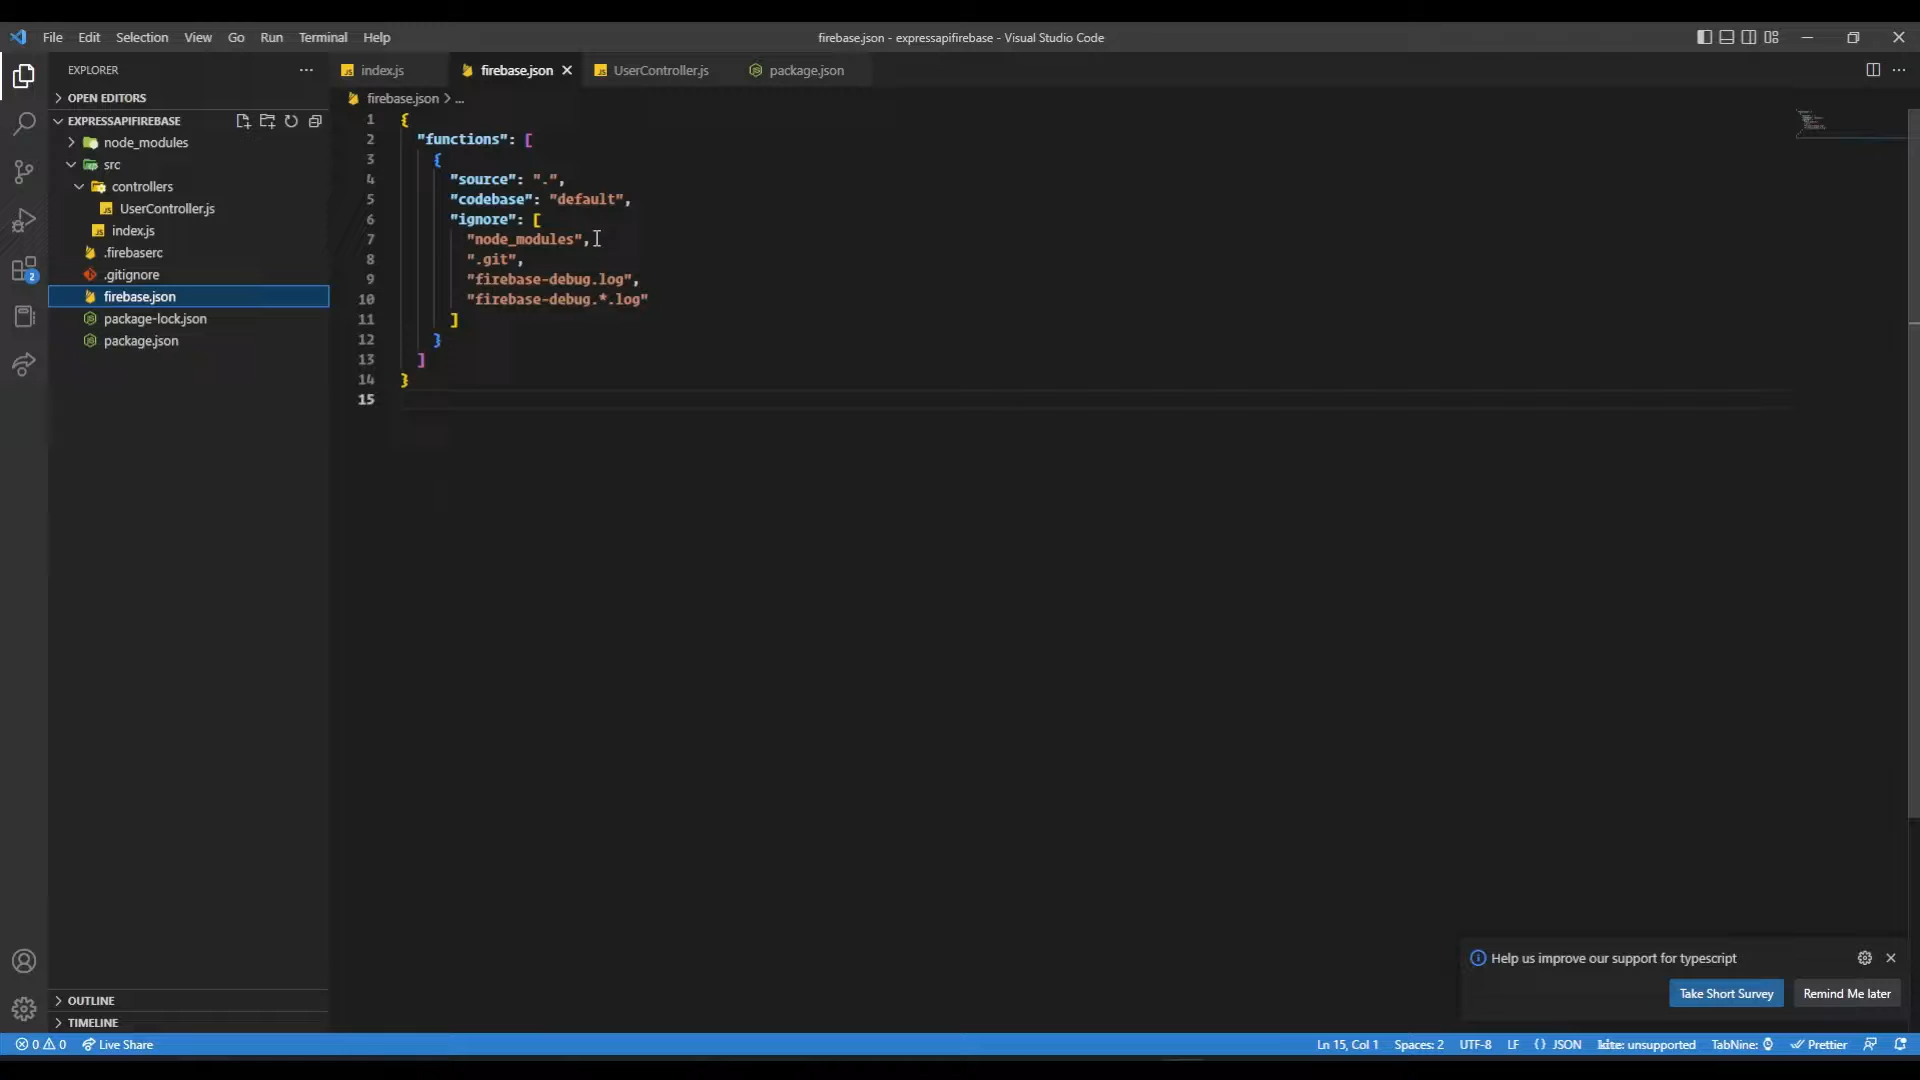 File Edit Selection View Go Run Terminal Help
firebase.json - expressapifirebase - Visual Studio Code
EXPLORER
OPEN EDITORS
EXPRESSAPIFIREBASE
node_modules
src
controllers
UserController.js
index.js
.firebaserc
.gitignore
firebase.json
package-lock.json
package.json
OUTLINE
TIMELINE
2
index.js firebase.json UserController.js package.json
firebase.json > ...
1 {
2 "functions": [
3 {
4 "source": ".",
5 "codebase": "default",
6 "ignore": [
7 "node_modules",
8 ".git",
9 "firebase-debug.log",
10 "firebase-debug.*.log"
11 ]
12 }
13 ]
14 }
15
Help us improve our support for typescript
Take Short Survey Remind Me later
0 0 Live Share
Ln 15, Col 1 Spaces: 2 UTF-8 LF {} JSON kite: unsupported TabNine: Prettier